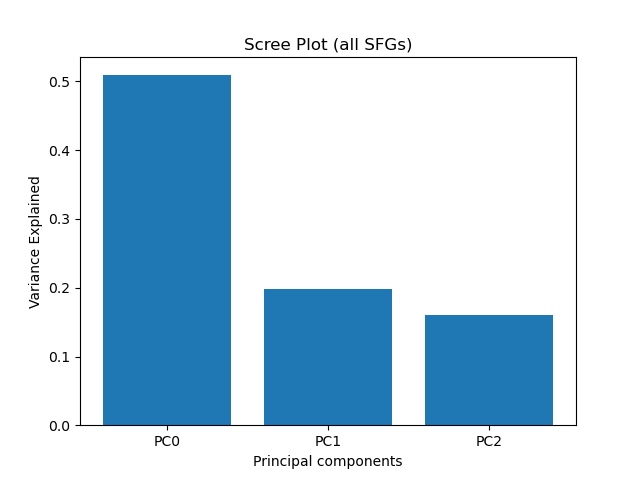 Scree Plot (all SFGs)
Variance Explained
0.5
0.4
0.3
0.2
0.1
0.0
PC0 PC1 PC2
Principal components